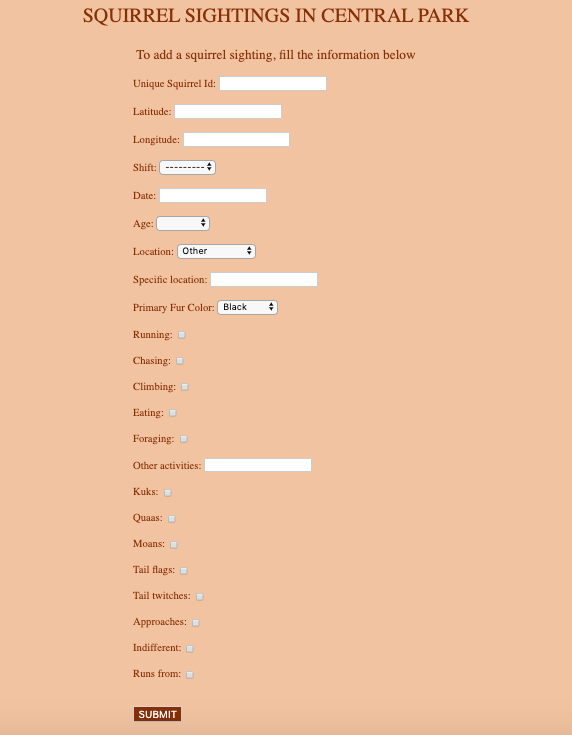 SQUIRREL SIGHTINGS IN CENTRAL PARK
To add a squirrel sighting, fill the information below
Unique Squirrel Id:
Latitude:
Longitude:
Shift: ---------
Date:
Age:
Location: Other
Specific location:
Primary Fur Color: Black
Running:
Chasing:
Climbing:
Eating:
Foraging:
Other activities:
Kuks:
Quaas:
Moans:
Tail flags:
Tail twitches:
Approaches:
Indifferent:
Runs from:
SUBMIT